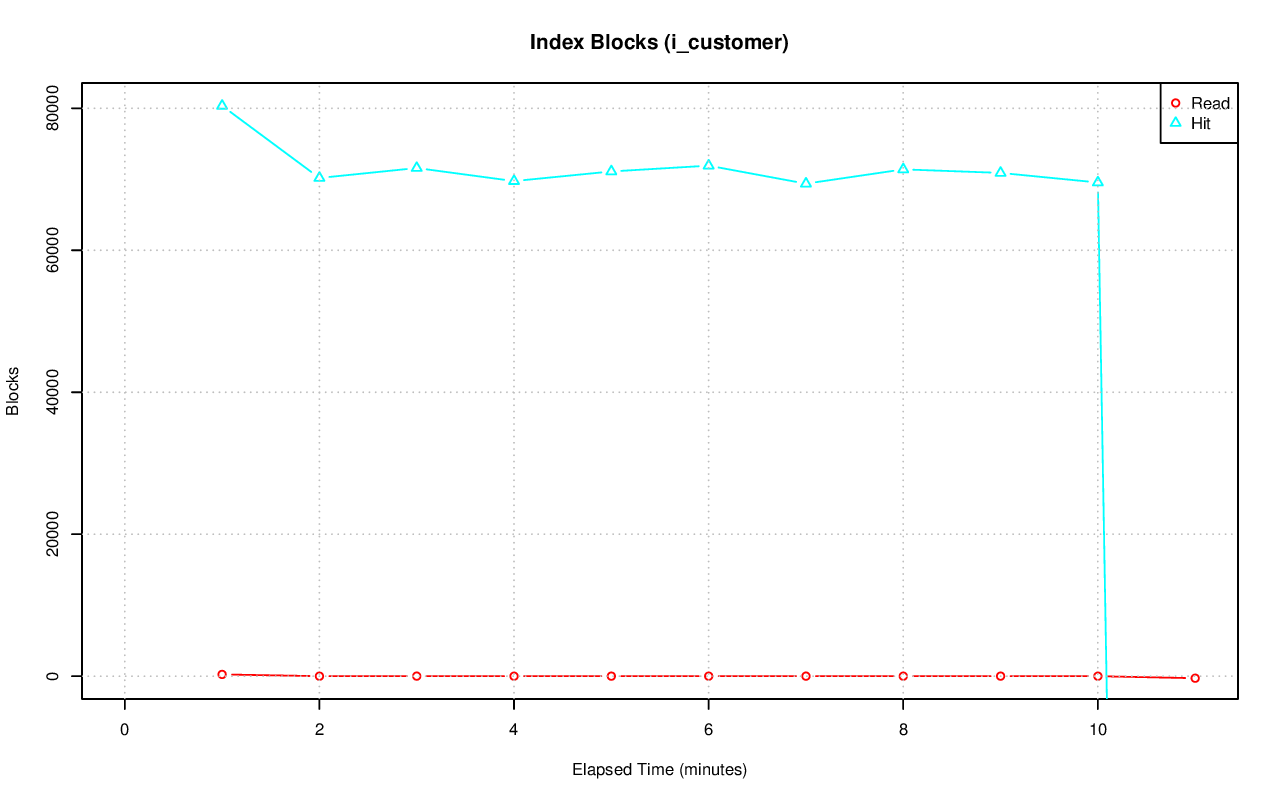 Index Blocks (i_customer)
Read
Hit
80000
60000
40000
20000
0
Blocks
0 2 4 6 8 10
Elapsed Time (minutes)